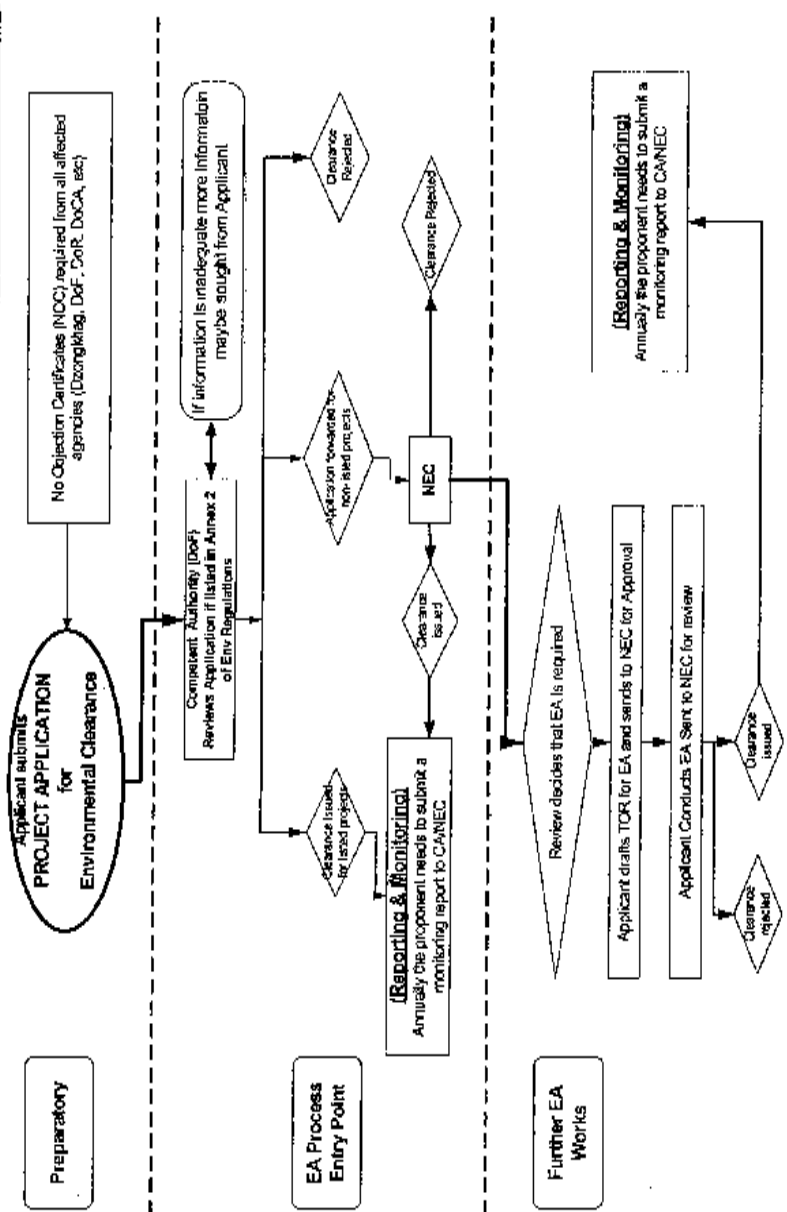 Preparatory
Applicant submits
PROJECT APPLICATION
for
Environmental Clearance
No Objection Certificates (NOC) required from all affected
agencies (Dzongkhag, DoF, DoR, DoCA, etc)
EA Process
Entry Point
Competent Authority (DoF)
Reviews Application if listed in Annex 2
of Env Regulations
If information is inadequate more Informatgin
maybe sought from Applicant
Clearance Issued
for listed projects
Application forwarded for
non-listed projects
Clearance
Rejected
(Reporting & Monitoring)
Annually the proponent needs to submit a
monitoring report to CA/NEC
Clearance
issued
NEC
Clearance Rejected
Further EA
Works
Review decides that EA is required
Applicant drafts TOR for EA and sends to NEC for Approval
Applicant Conducts EA Sent to NEC for review
Clearance
rejected
Clearance
issued
(Reporting & Monitoring)
Annually the proponent needs to submit a
monitoring report to CA/NEC